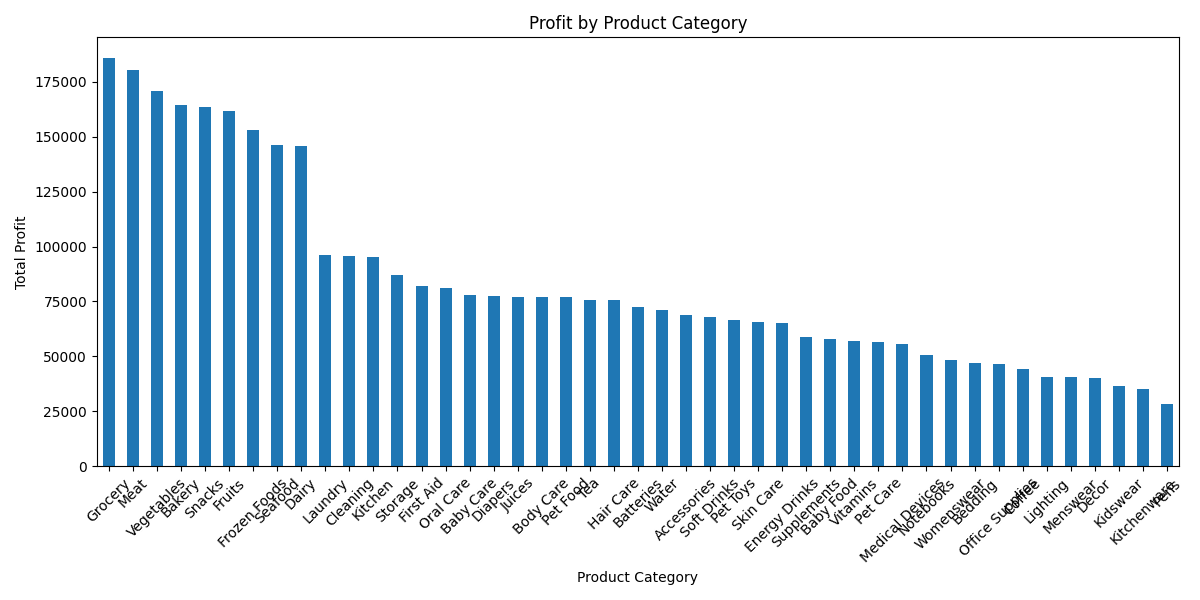 Profit by Product Category
Total Profit
175000
150000
125000
100000
75000
50000
25000
0
Grocery
Meat
Vegetables
Bakery
Snacks
Fruits
Frozen Foods
Seafood
Dairy
Laundry
Cleaning
Kitchen
Storage
First Aid
Oral Care
Baby Care
Diapers
Juices
Body Care
Pet Food
Tea
Hair Care
Batteries
Water
Accessories
Soft Drinks
Pet Toys
Skin Care
Energy Drinks
Supplements
Baby Food
Vitamins
Pet Care
Medical Devices
Notebooks
Womenswear
Bedding
Office Supplies
Coffee
Lighting
Menswear
Decor
Kidswear
Kitchenware
Pens
Product Category